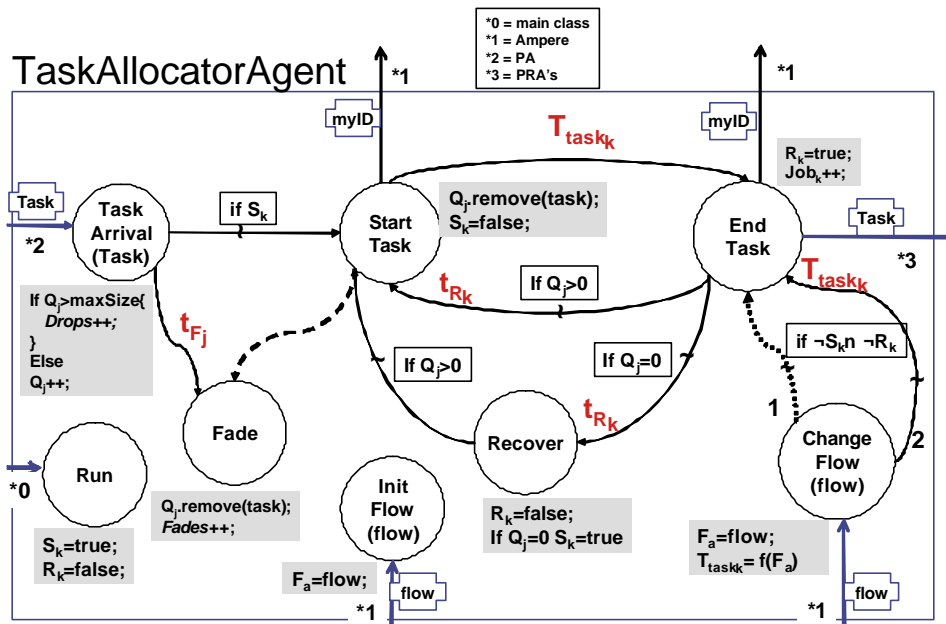 *0 = main class
*1 = Ampere
*2 = PA
*3 = PRA's
TaskAllocatorAgent
*1
*1
myID
myID
T_task_k
R_k=true;
Job_k++;
Task
*2
Task
Arrival
(Task)
if S_k
Start
Task
Q_j.remove(task);
S_k=false;
End
Task
Task
*3
If Q_j>maxSize{
Drops++;
}
Else
Q_j++;
t_F_j
t_R_k
If Q_j>0
T_task_k
If Q_j>0
If Q_j=0
if ¬S_kn ¬R_k
t_R_k
1
2
Fade
Recover
Change
Flow
(flow)
*0
Run
Init
Flow
(flow)
Q_j.remove(task);
Fades++;
R_k=false;
If Q_j=0 S_k=true
S_k=true;
R_k=false;
F_a=flow;
flow
*1
F_a=flow;
T_taskk= f(F_a)
flow
*1